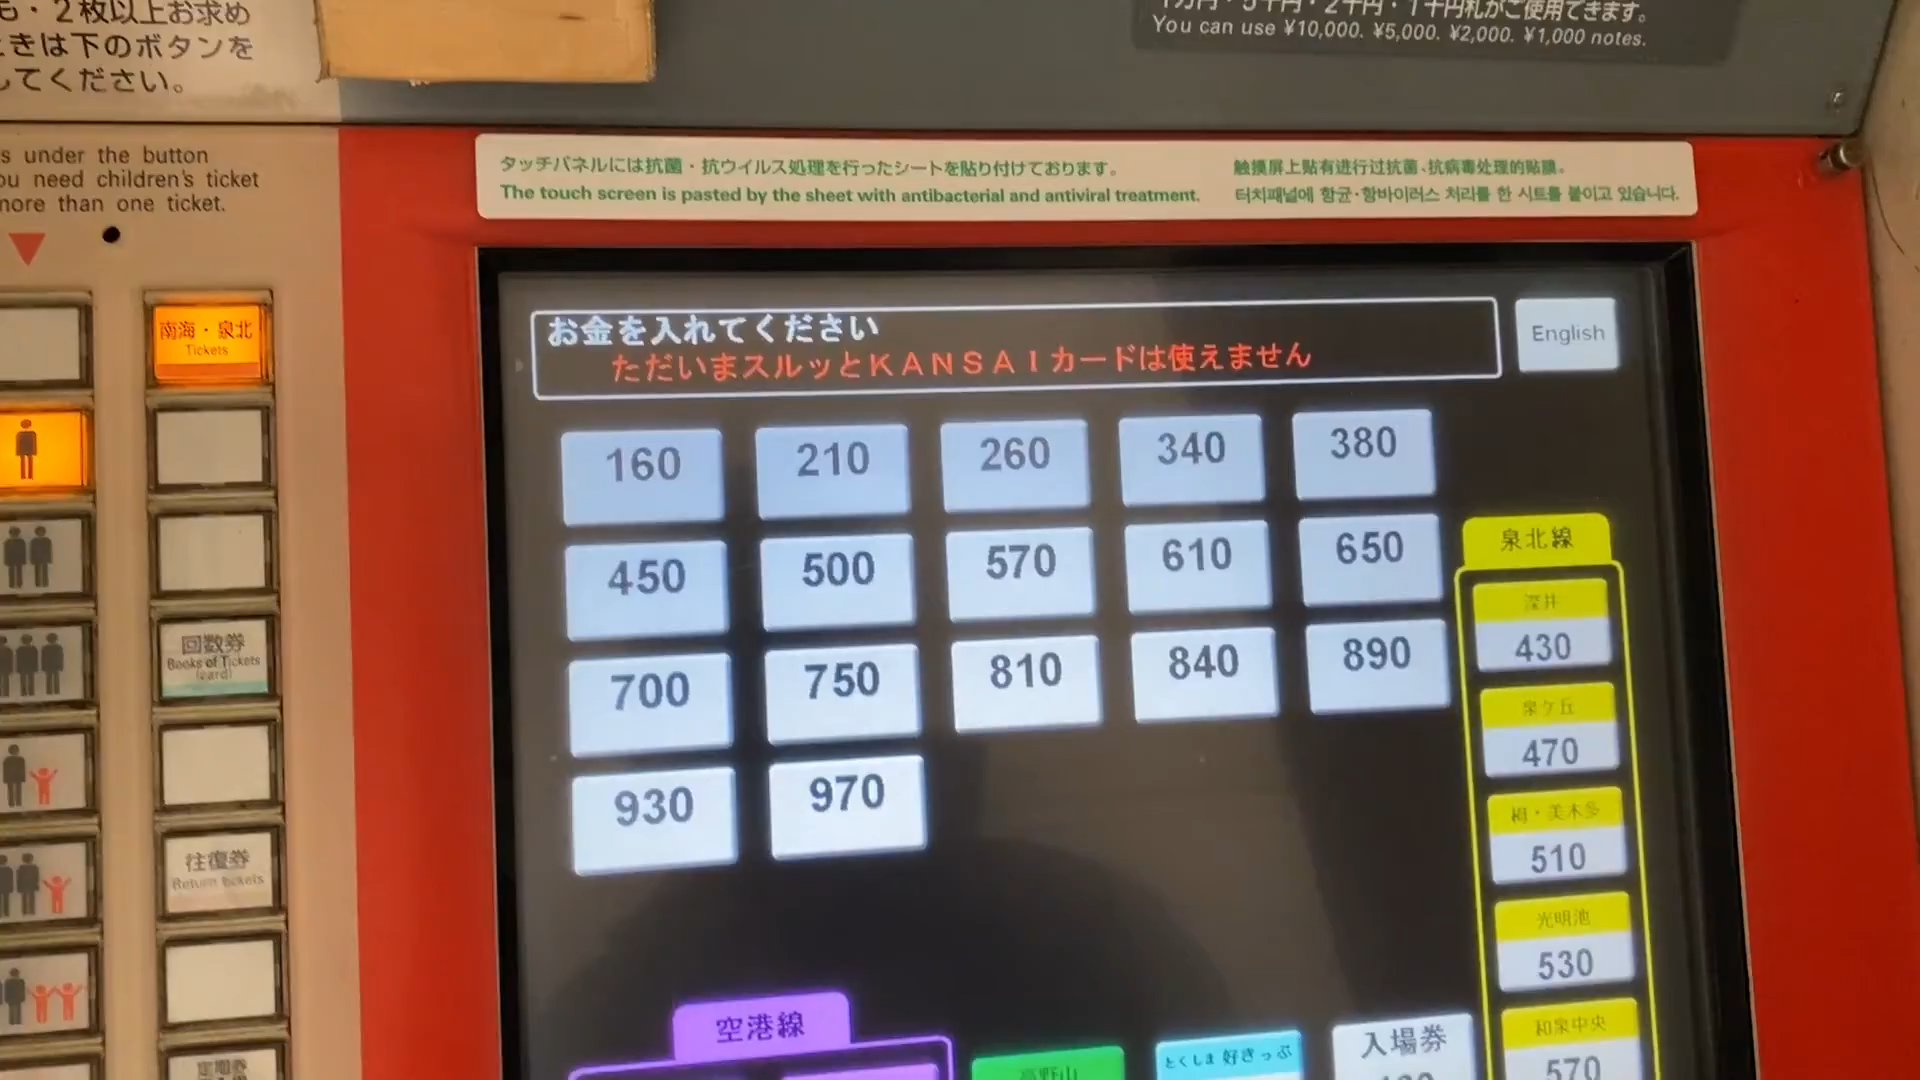 も・2枚以上お求め
ときは下のボタンを
してください。
¥1万円・5千円・2千円・1千円札がご使用できます。
You can use ¥10,000. ¥5,000. ¥2,000. ¥1,000 notes.
s under the button
ou need children's ticket
more than one ticket.
タッチパネルには抗菌・抗ウイルス処理を行ったシートを貼り付けております。
The touch screen is pasted by the sheet with antibacterial and antiviral treatment.
触摸屏上贴有进行过抗菌、抗病毒处理的贴膜。
터치패널에 항균·항바이러스 처리를 한 시트를 붙이고 있습니다.
南海・泉北
Tickets
回数券
Books of Tickets
(card)
往復券
Return tickets
定期券
お金を入れてください
ただいまスルッとKANSAIカードは使えません
English
160 210 260 340 380
450 500 570 610 650
700 750 810 840 890
930 970
泉北線
深井
430
泉ケ丘
470
栂・美木多
510
光明池
530
和泉中央
570
空港線
高野山
とくしま好きっぷ
入場券